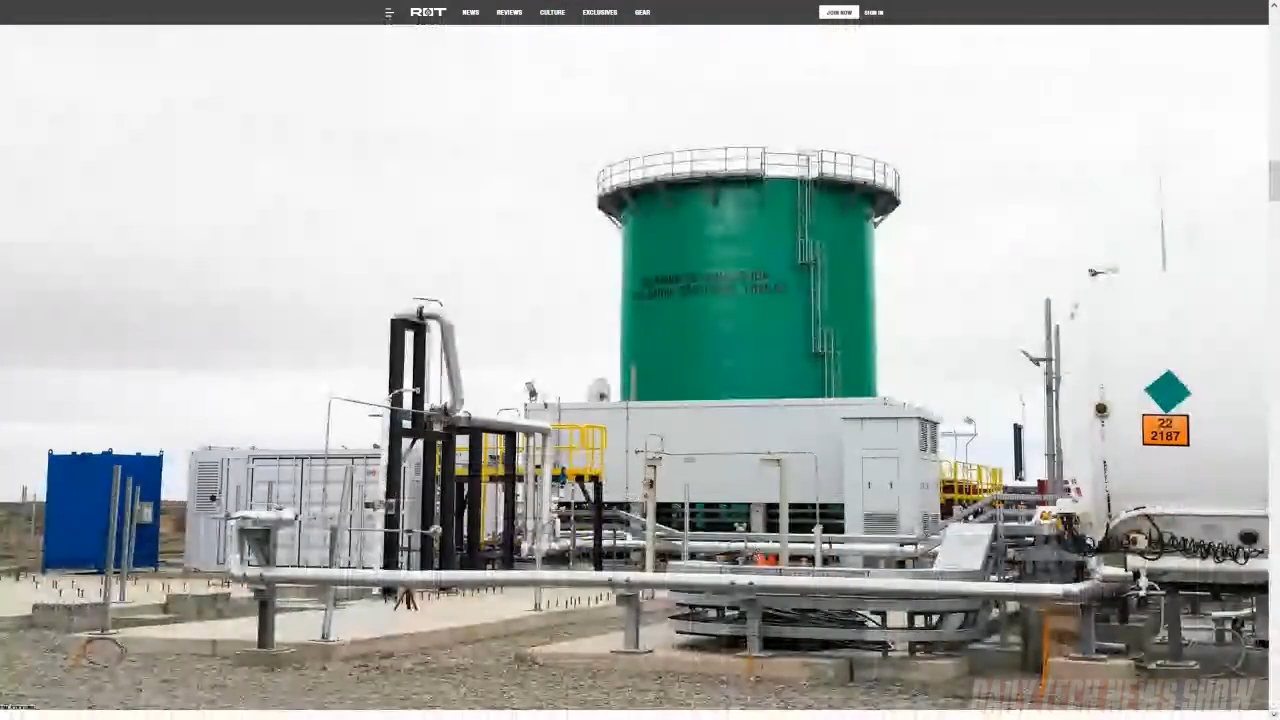 ROT
NEWS
REVIEWS
CULTURE
EXCLUSIVES
GEAR
JOIN NOW
SIGN IN
22
2187
DAILY TECH NEWS SHOW